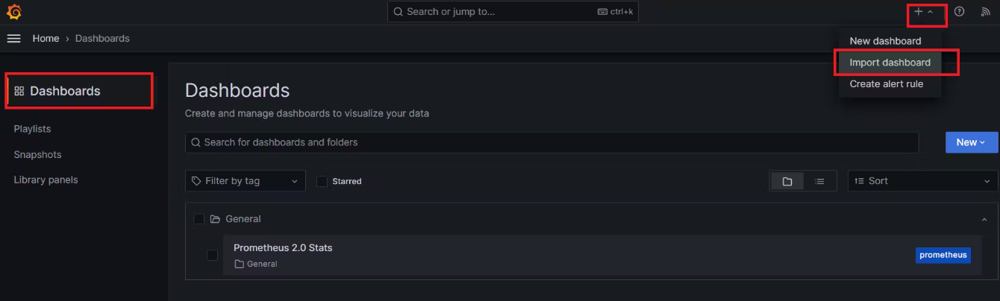 Search or jump to... ctrl+k
Home › Dashboards
New dashboard
Import dashboard
Create alert rule
Dashboards
Playlists
Snapshots
Library panels
Dashboards
Create and manage dashboards to visualize your data
Search for dashboards and folders
New
Filter by tag
Starred
Sort
General
Prometheus 2.0 Stats
General
prometheus